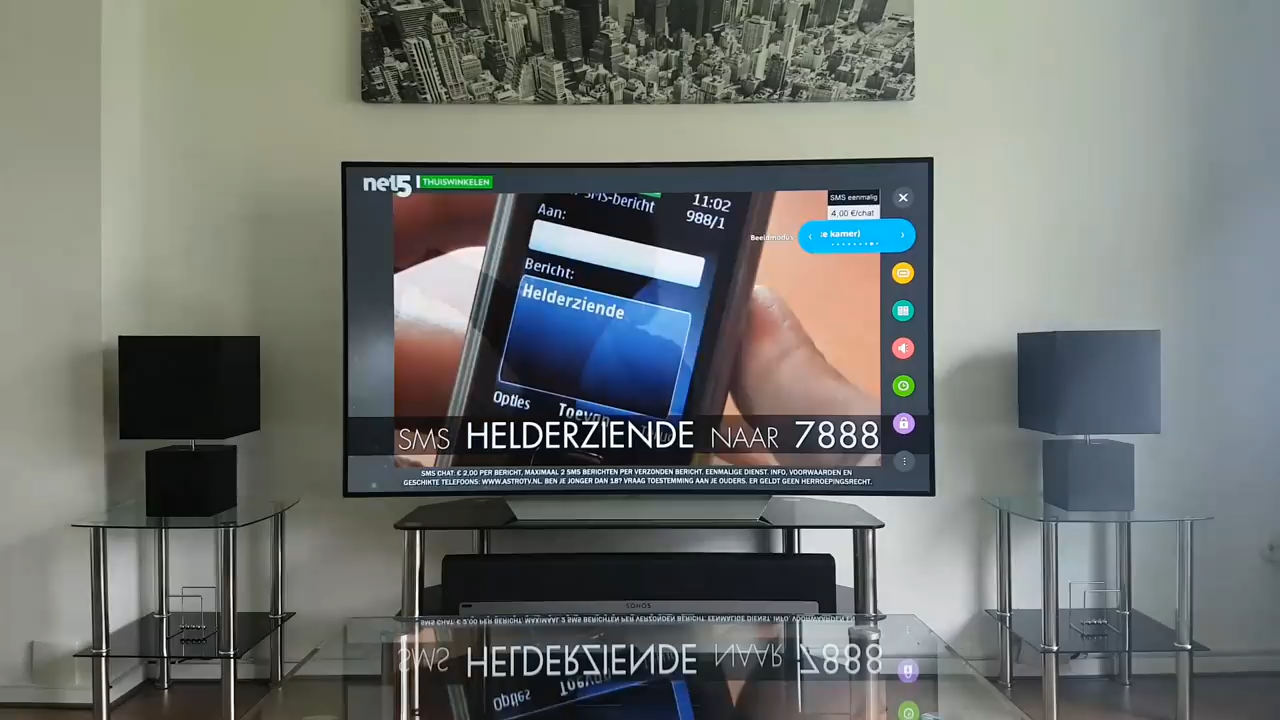 net5 THUISWINKELEN
SMS eenmalig
4,00 €/chat
Beeldmodus
te kamer)
SMS-bericht
11:02
Aan:
988/1
Bericht:
Helderziende
Opties
SMS HELDERZIENDE NAAR 7888
SMS CHAT: € 2,00 PER BERICHT, MAXIMAAL 2 SMS BERICHTEN PER VERZONDEN BERICHT. EENMALIGE DIENST. INFO, VOORWAARDEN EN
GESCHIKTE TELEFOONS: WWW.ASTROTV.NL. BEN JE JONGER DAN 18? VRAAG TOESTEMMING AAN JE OUDERS. ER GELDT GEEN HERROEPINGSRECHT.
SONOS